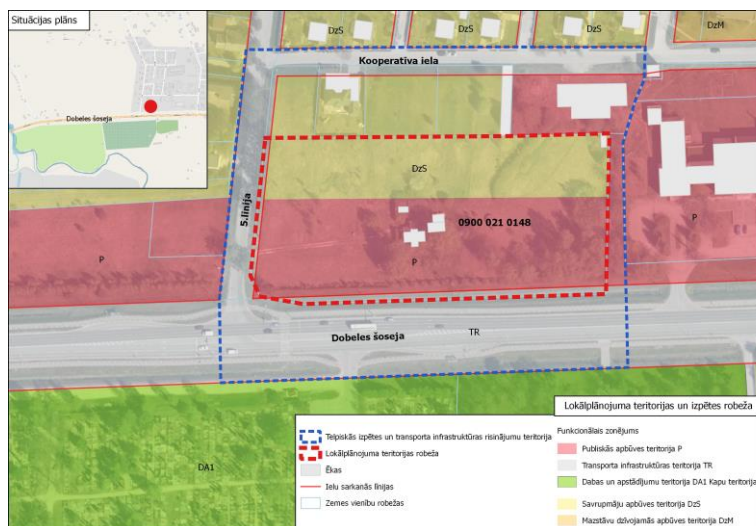 Situācijas plāns
Dobeles šoseja
DzS
DzS
DzS
DzM
Kooperatīva iela
DzS
5.līnija
0900 021 0148
P
P
P
Dobeles šoseja
TR
DA1
Lokālplānojuma teritorijas un izpētes robeža
Telpiskās izpētes un transporta infrastruktūras risinājumu teritorija
Lokālplānojuma teritorijas robeža
Ēkas
Ielu sarkanās līnijas
Zemes vienību robežas
Funkcionālais zonējums
Publiskās apbūves teritorija P
Transporta infrastruktūras teritorija TR
Dabas un apstādījumu teritorija DA1 Kapu teritorija
Savrupmāju apbūves teritorija DzS
Mazstāvu dzīvojamās apbūves teritorija DzM